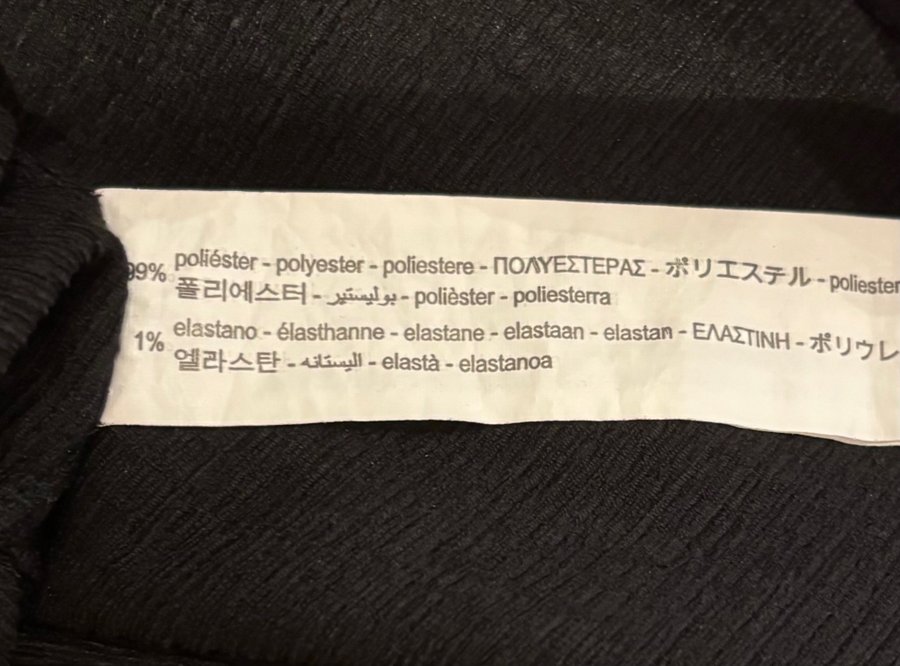 99% poliéster - polyester - poliestere - ΠΟΛΥΕΣΤΕΡΑΣ - ポリエステル - poliester
폴리에스터 - بوليستير - polièster - poliesterra
1% elastano - élasthanne - elastane - elastaan - elastan - ΕΛΑΣΤΙΝΗ - ポリウレ
엘라스탄 - اليستانه - elastà - elastanoa